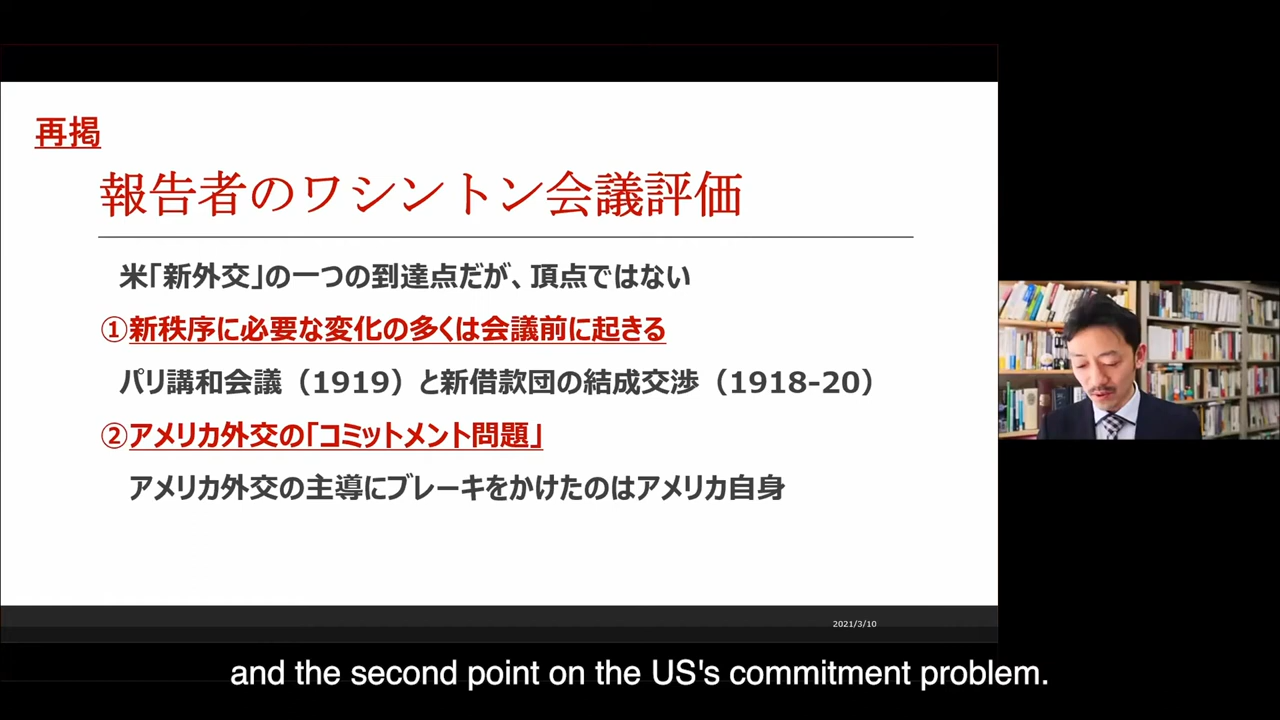 再掲
報告者のワシントン会議評価
米「新外交」の一つの到達点だが、頂点ではない
①新秩序に必要な変化の多くは会議前に起きる
パリ講和会議（1919）と新借款団の結成交渉（1918-20）
②アメリカ外交の「コミットメント問題」
アメリカ外交の主導にブレーキをかけたのはアメリカ自身
2021/3/10
and the second point on the US's commitment problem.